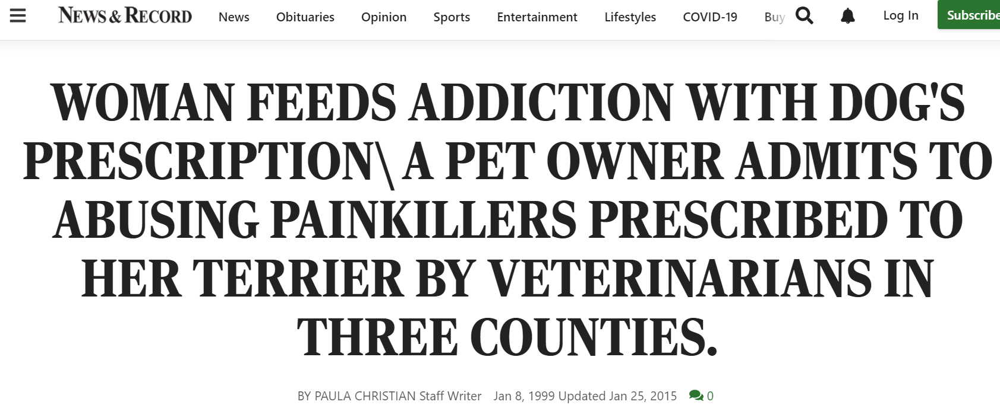 NEWS & RECORD News Obituaries Opinion Sports Entertainment Lifestyles COVID-19 Buy Log In Subscribe
WOMAN FEEDS ADDICTION WITH DOG'S
PRESCRIPTION\ A PET OWNER ADMITS TO
ABUSING PAINKILLERS PRESCRIBED TO
HER TERRIER BY VETERINARIANS IN
THREE COUNTIES.
BY PAULA CHRISTIAN Staff Writer Jan 8, 1999 Updated Jan 25, 2015 0